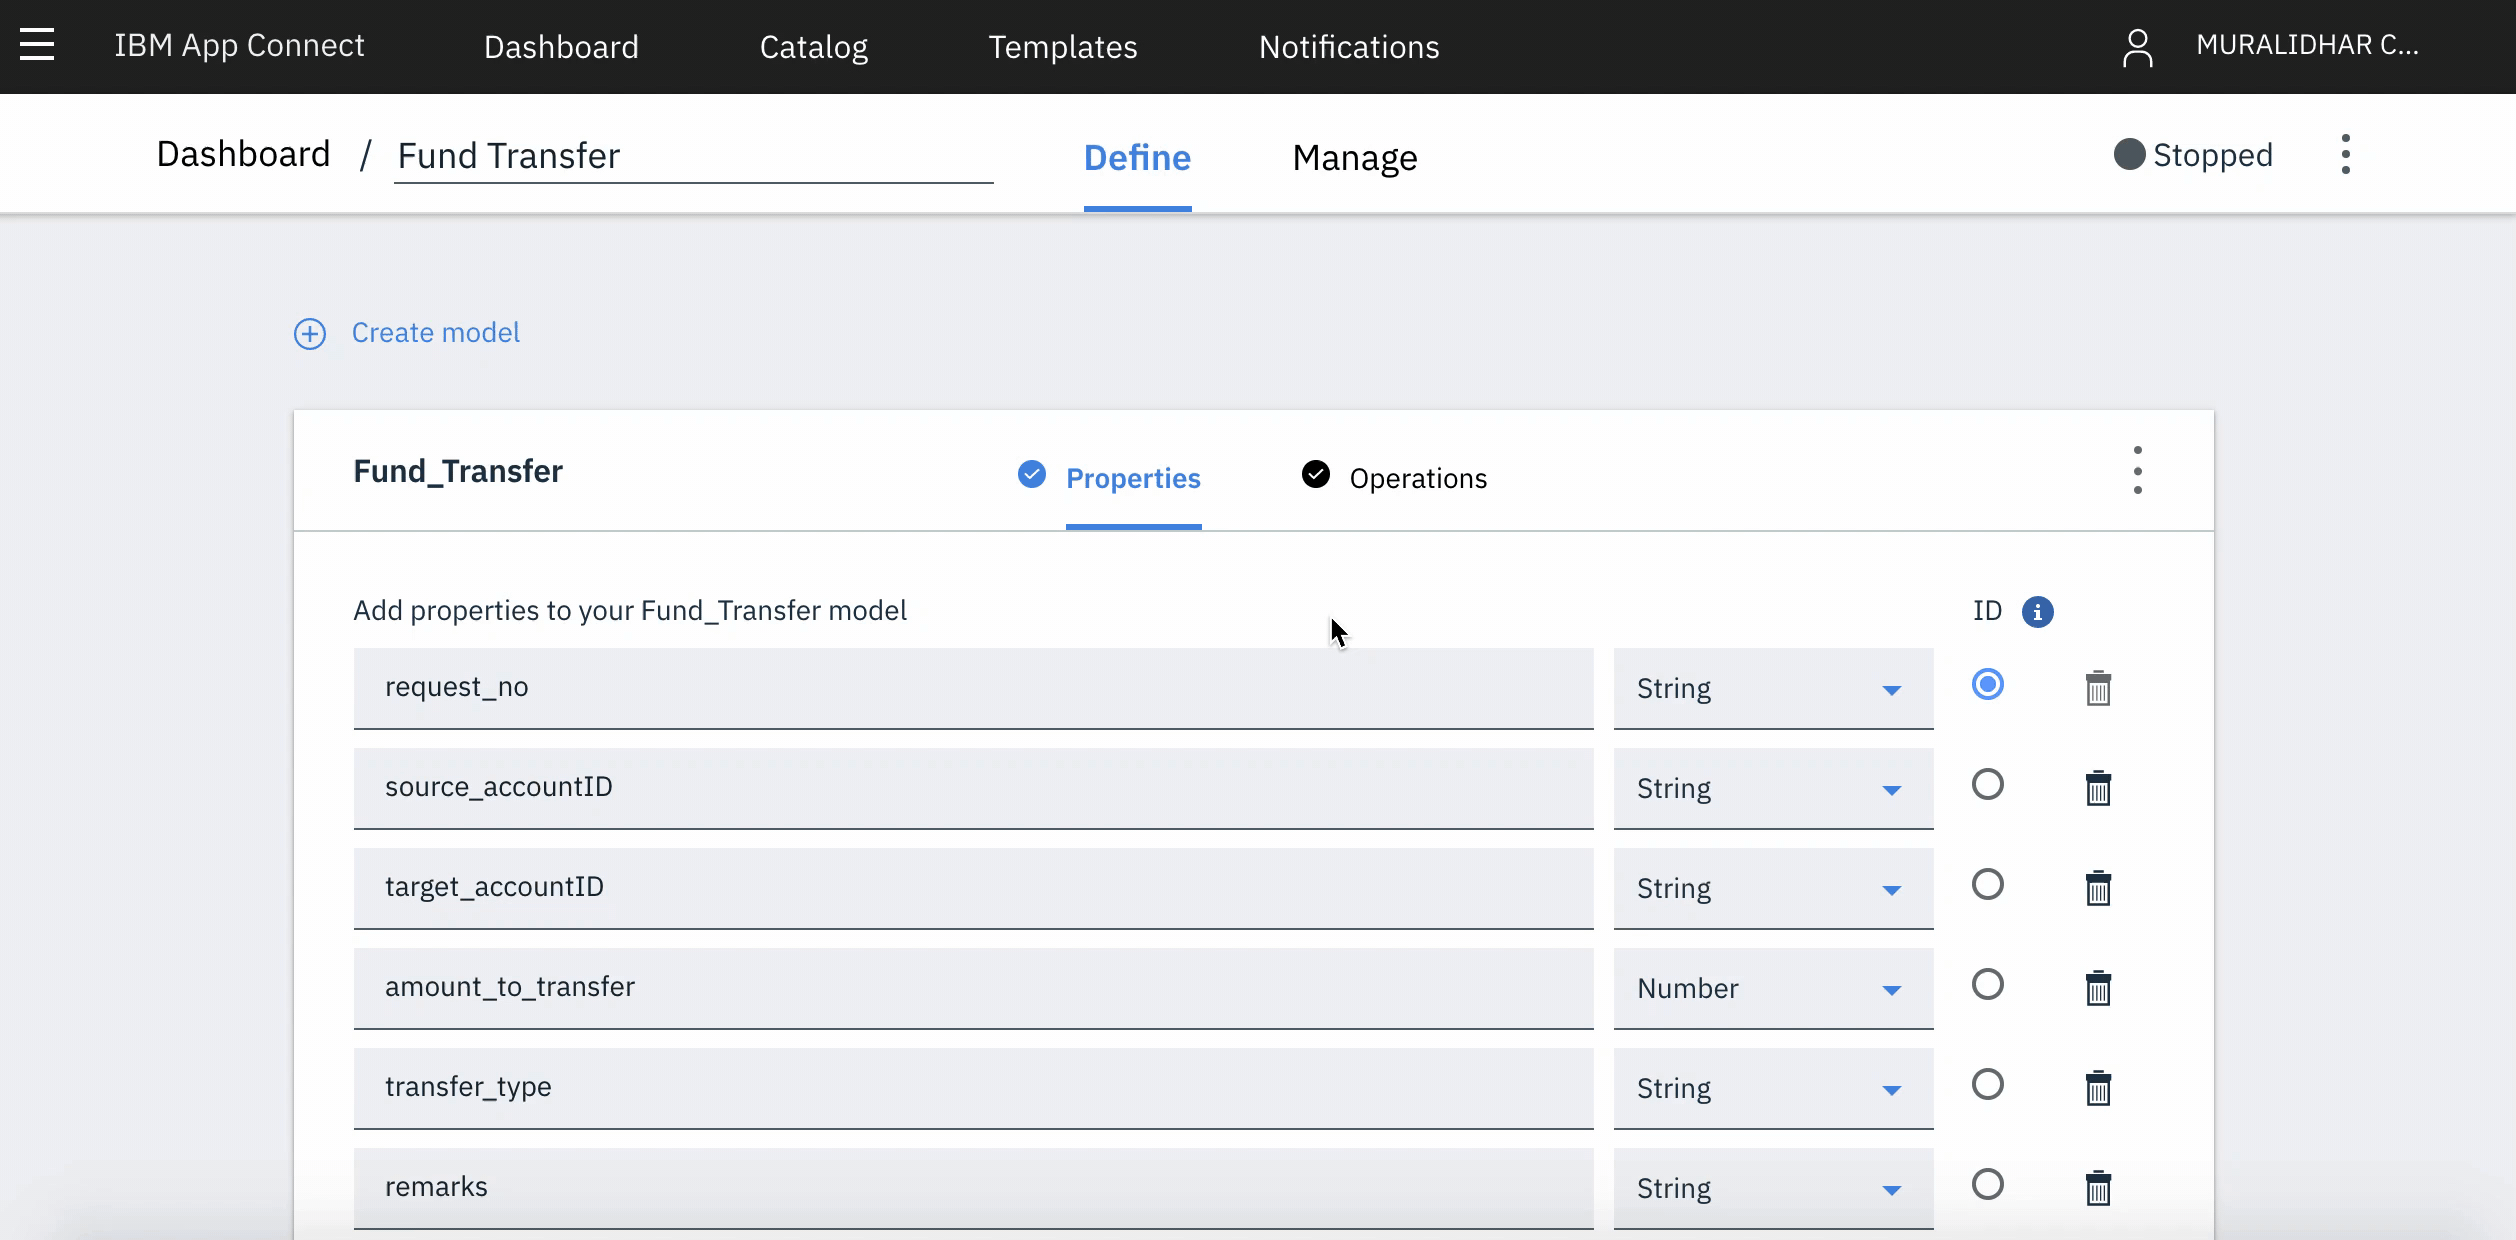 IBM App Connect Dashboard Catalog Templates Notifications MURALIDHAR C...
Dashboard / Fund Transfer Define Manage Stopped
Create model
Fund_Transfer Properties Operations
Add properties to your Fund_Transfer model ID
request_no String
source_accountID String
target_accountID String
amount_to_transfer Number
transfer_type String
remarks String